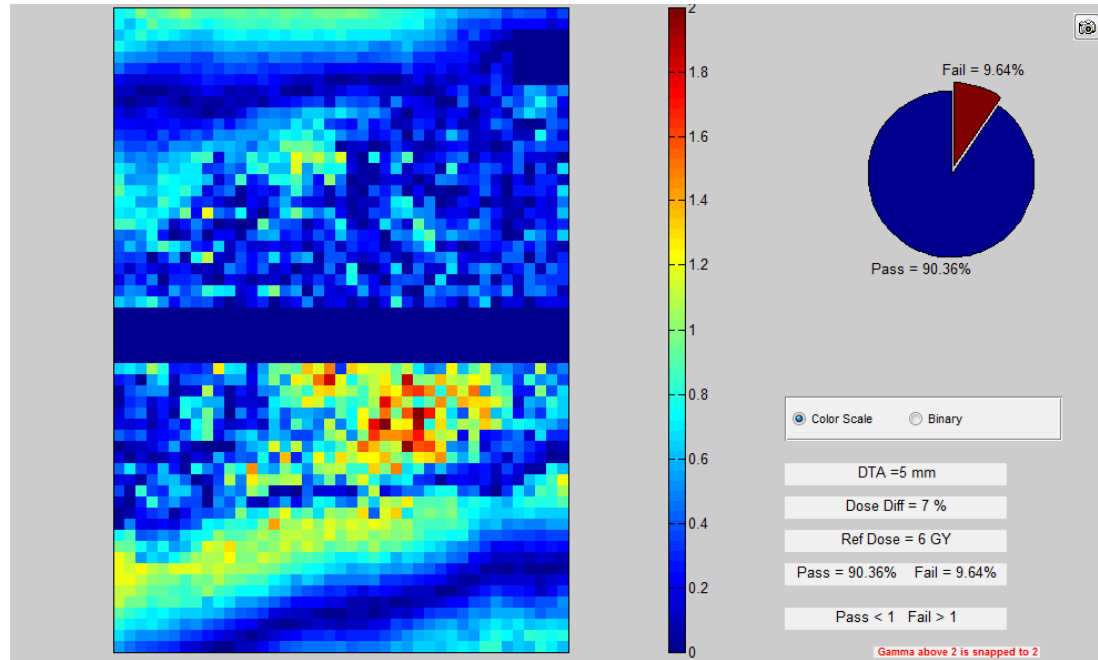 2
1.8
1.6
1.4
1.2
1
0.8
0.6
0.4
0.2
0
Fail = 9.64%
Pass = 90.36%
Color Scale Binary
DTA =5 mm
Dose Diff = 7 %
Ref Dose = 6 GY
Pass = 90.36% Fail = 9.64%
Pass < 1 Fail > 1
Gamma above 2 is snapped to 2